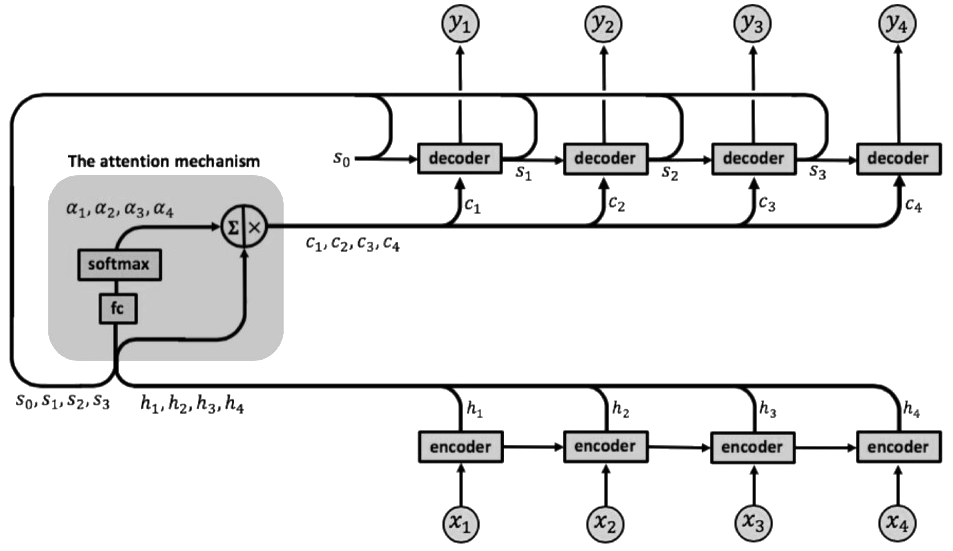 y₁ y₂ y₃ y₄
The attention mechanism
s₀ decoder s₁ decoder s₂ decoder s₃ decoder
α₁, α₂, α₃, α₄
Σ ×
c₁ c₂ c₃ c₄
c₁, c₂, c₃, c₄
softmax
fc
s₀, s₁, s₂, s₃
h₁, h₂, h₃, h₄
h₁ h₂ h₃ h₄
encoder encoder encoder encoder
x₁ x₂ x₃ x₄